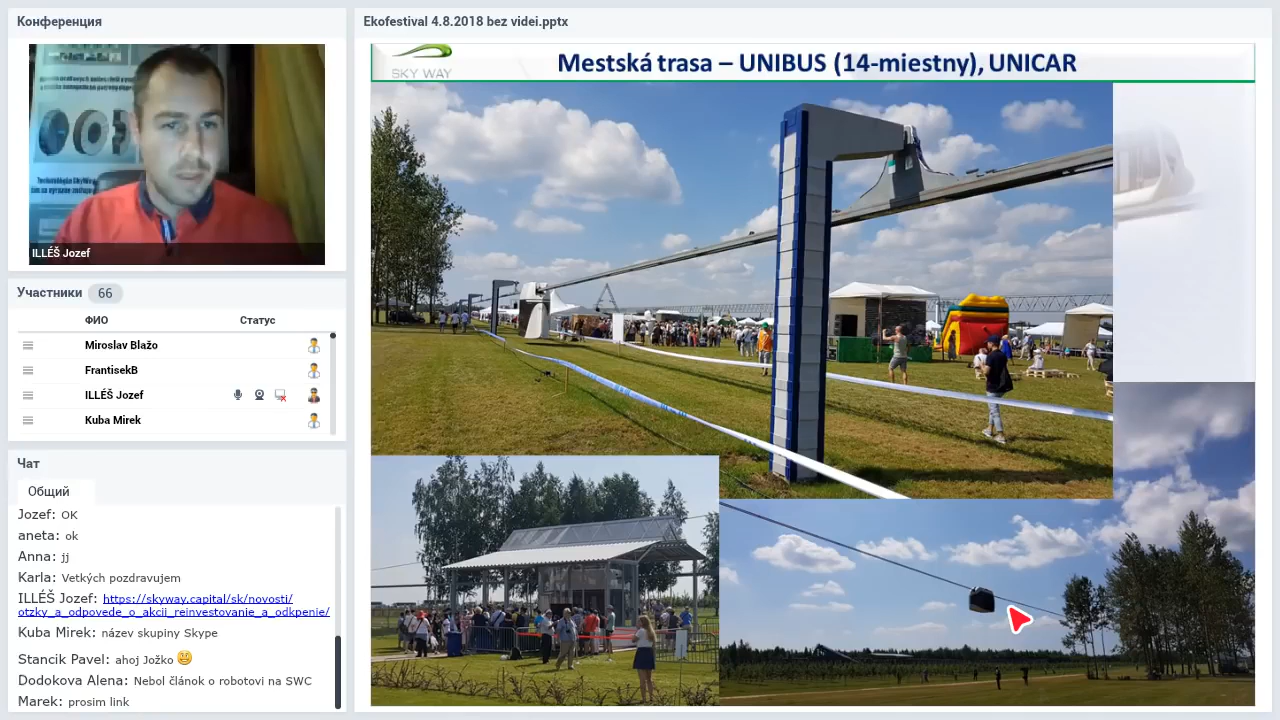 Конференция
ILLÉŠ Jozef
Участники 66
ФИО Статус
Miroslav Blažo
FrantisekB
ILLÉŠ Jozef
Kuba Mirek
Чат
Общий
Jozef: OK
aneta: ok
Anna: jj
Karla: Vetkých pozdravujem
ILLÉŠ Jozef: https://skyway.capital/sk/novosti/
otzky_a_odpovede_o_akcii_reinvestovanie_a_odkpenie/
Kuba Mirek: název skupiny Skype
Stancik Pavel: ahoj Jožko
Dodokova Alena: Nebol článok o robotovi na SWC
Marek: prosim link
Ekofestival 4.8.2018 bez videi.pptx
SKY WAY
Mestská trasa – UNIBUS (14-miestny), UNICAR